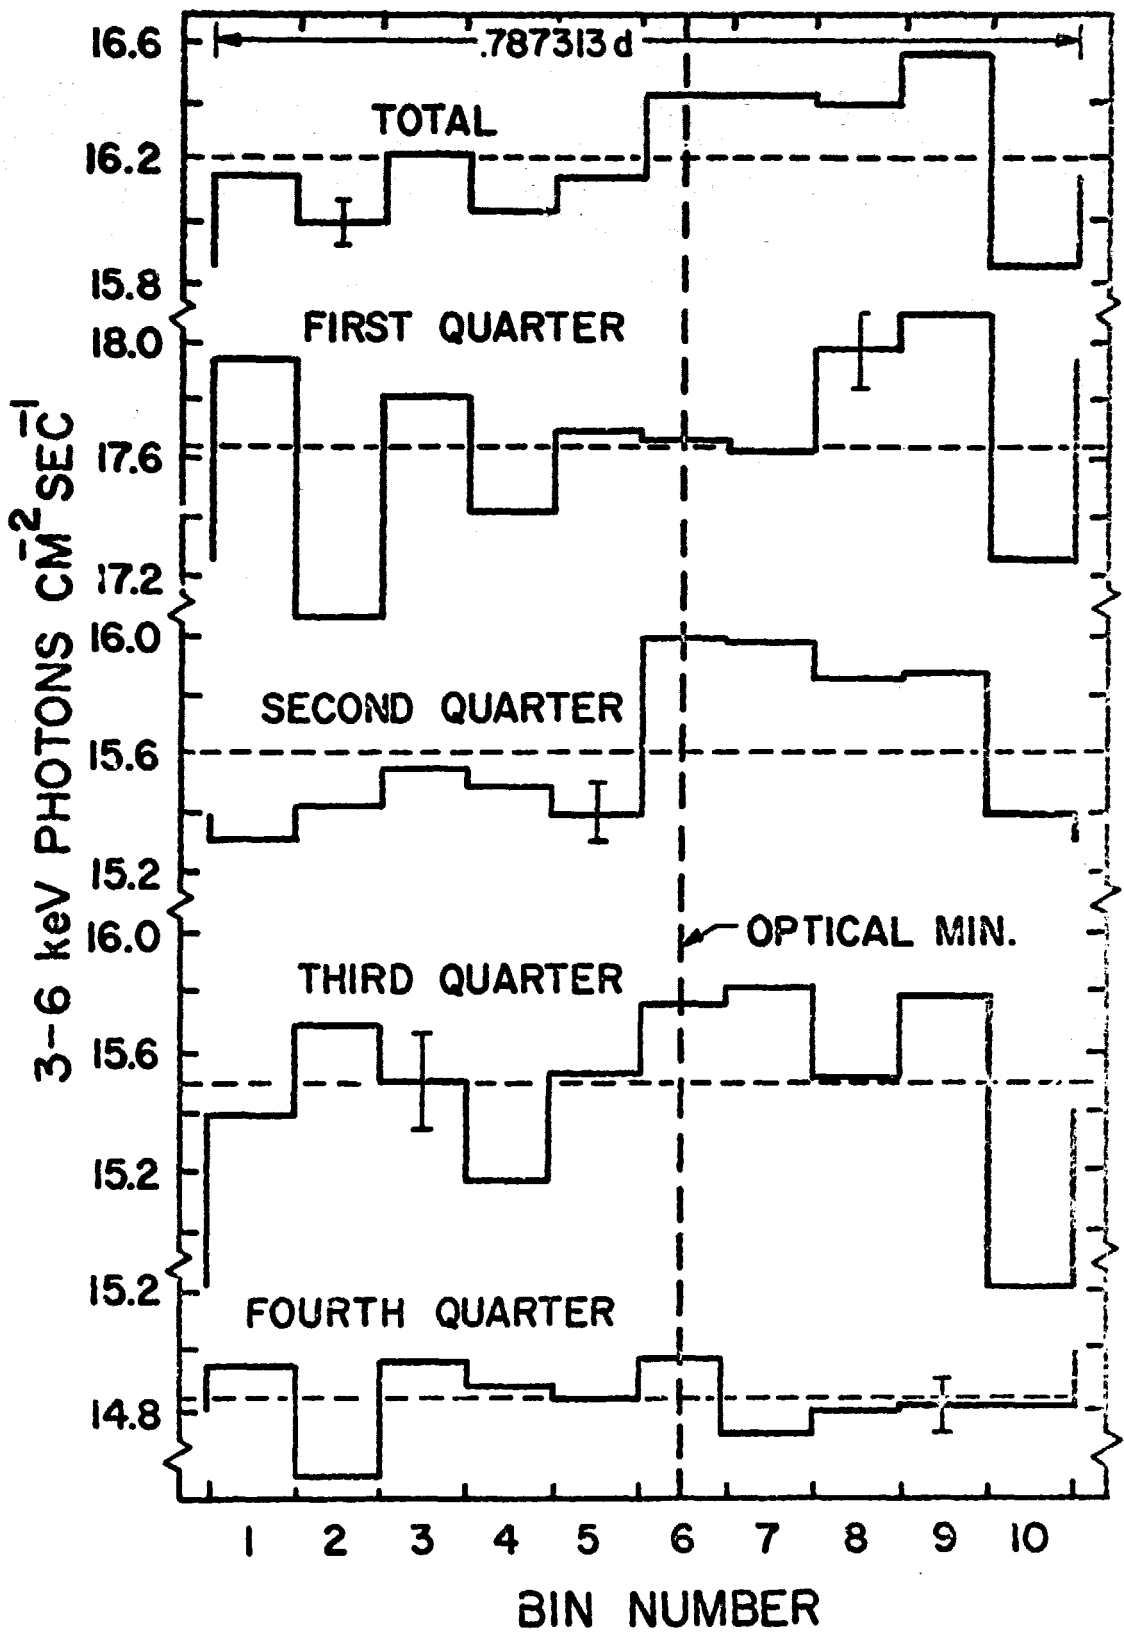 .787313 d
16.6
TOTAL
16.2
15.8
FIRST QUARTER
18.0
17.6
17.2
16.0
SECOND QUARTER
15.6
15.2
16.0
OPTICAL MIN.
THIRD QUARTER
15.6
15.2
15.2
FOURTH QUARTER
14.8
3-6 keV PHOTONS CM⁻² SEC⁻¹
1 2 3 4 5 6 7 8 9 10
BIN NUMBER